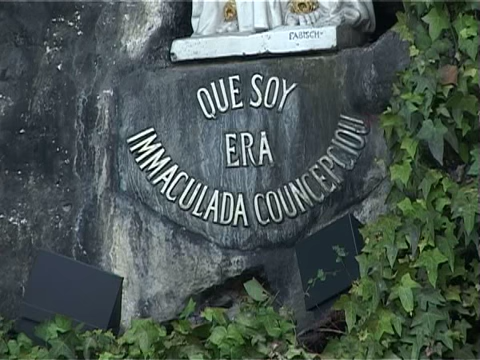 FABISCH
QUE SOY
ERA
IMMACULADA COUNCEPCIOU